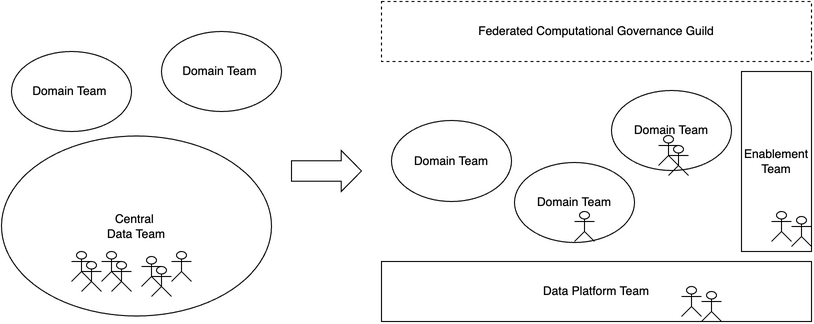 Domain Team
Domain Team
Central
Data Team
Federated Computational Governance Guild
Domain Team
Domain Team
Domain Team
Enablement
Team
Data Platform Team